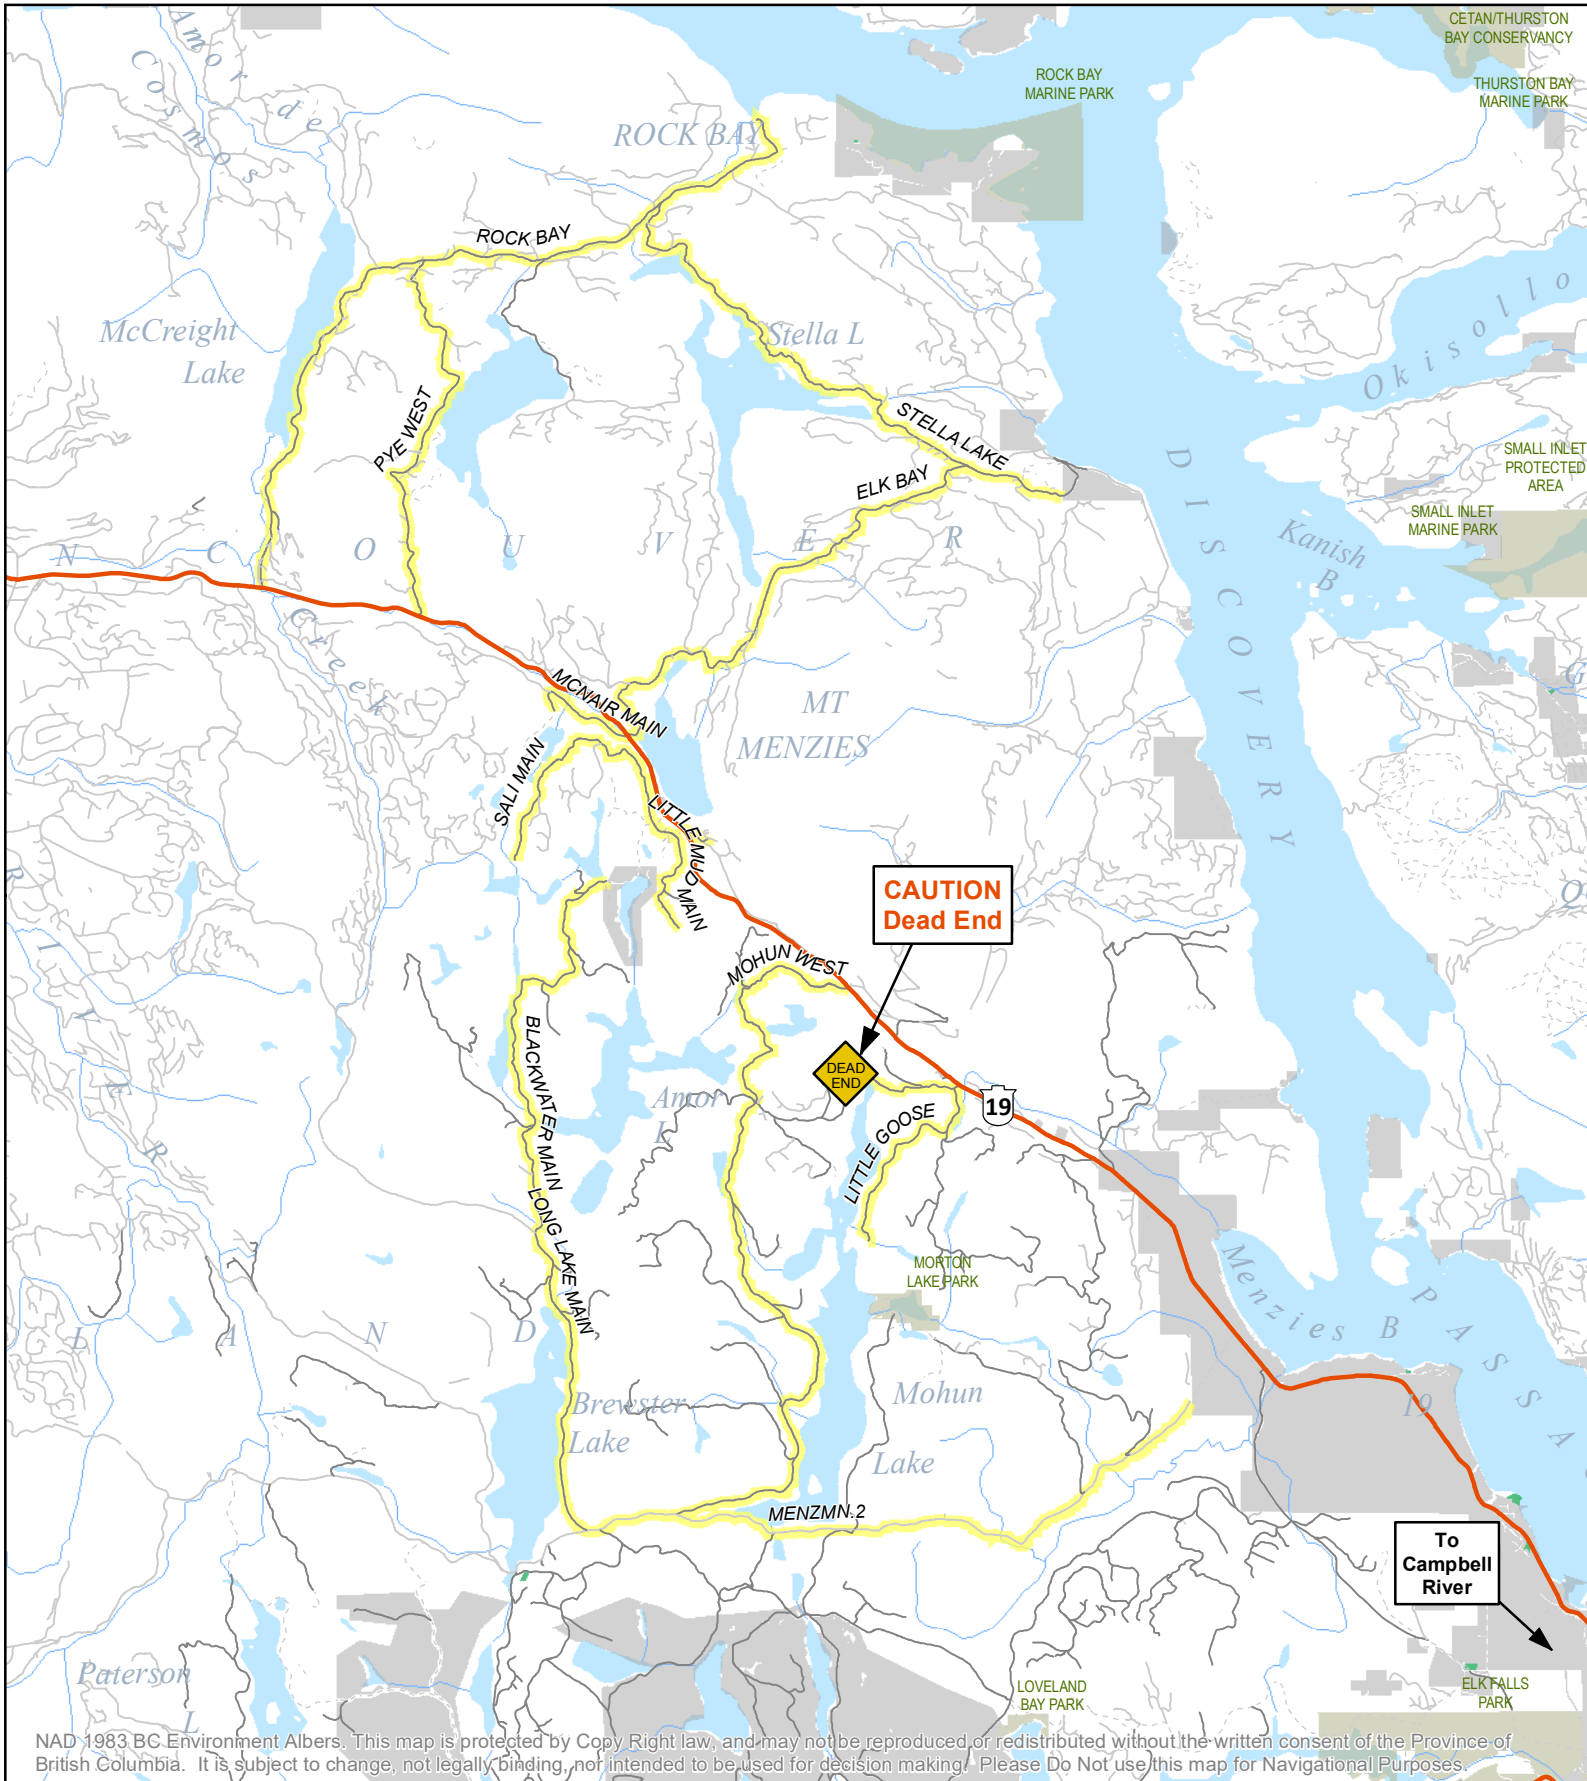 CETAN/THURSTON
BAY CONSERVANCY
Amor de
Cosmos
ROCK BAY
MARINE PARK
THURSTON BAY
MARINE PARK
ROCK BAY
ROCK BAY
McCreight
Lake
Stella L
Okisollo
PYE WEST
STELLA LAKE
ELK BAY
SMALL INLET
PROTECTED
AREA
SMALL INLET
MARINE PARK
N C O U V E R
Kanish
B
DISCOVERY
Creek
MCNAIR MAIN
MT
MENZIES
G
SALI MAIN
LITTLE MUD MAIN
CAUTION
Dead End
Q
R I V E R
MOHUN WEST
BLACKWATER MAIN
DEAD
END
19
Amor
L
LITTLE GOOSE
LONG LAKE MAIN
MORTON
LAKE PARK
Menzies B
PASSA
L A N D
Brewster
Lake
Mohun
Lake
19
MENZMN.2
To
Campbell
River
Paterson
L
LOVELAND
BAY PARK
ELK FALLS
PARK
NAD 1983 BC Environment Albers. This map is protected by Copy Right law, and may not be reproduced or redistributed without the written consent of the Province of
British Columbia. It is subject to change, not legally binding, nor intended to be used for decision making. Please Do Not use this map for Navigational Purposes.